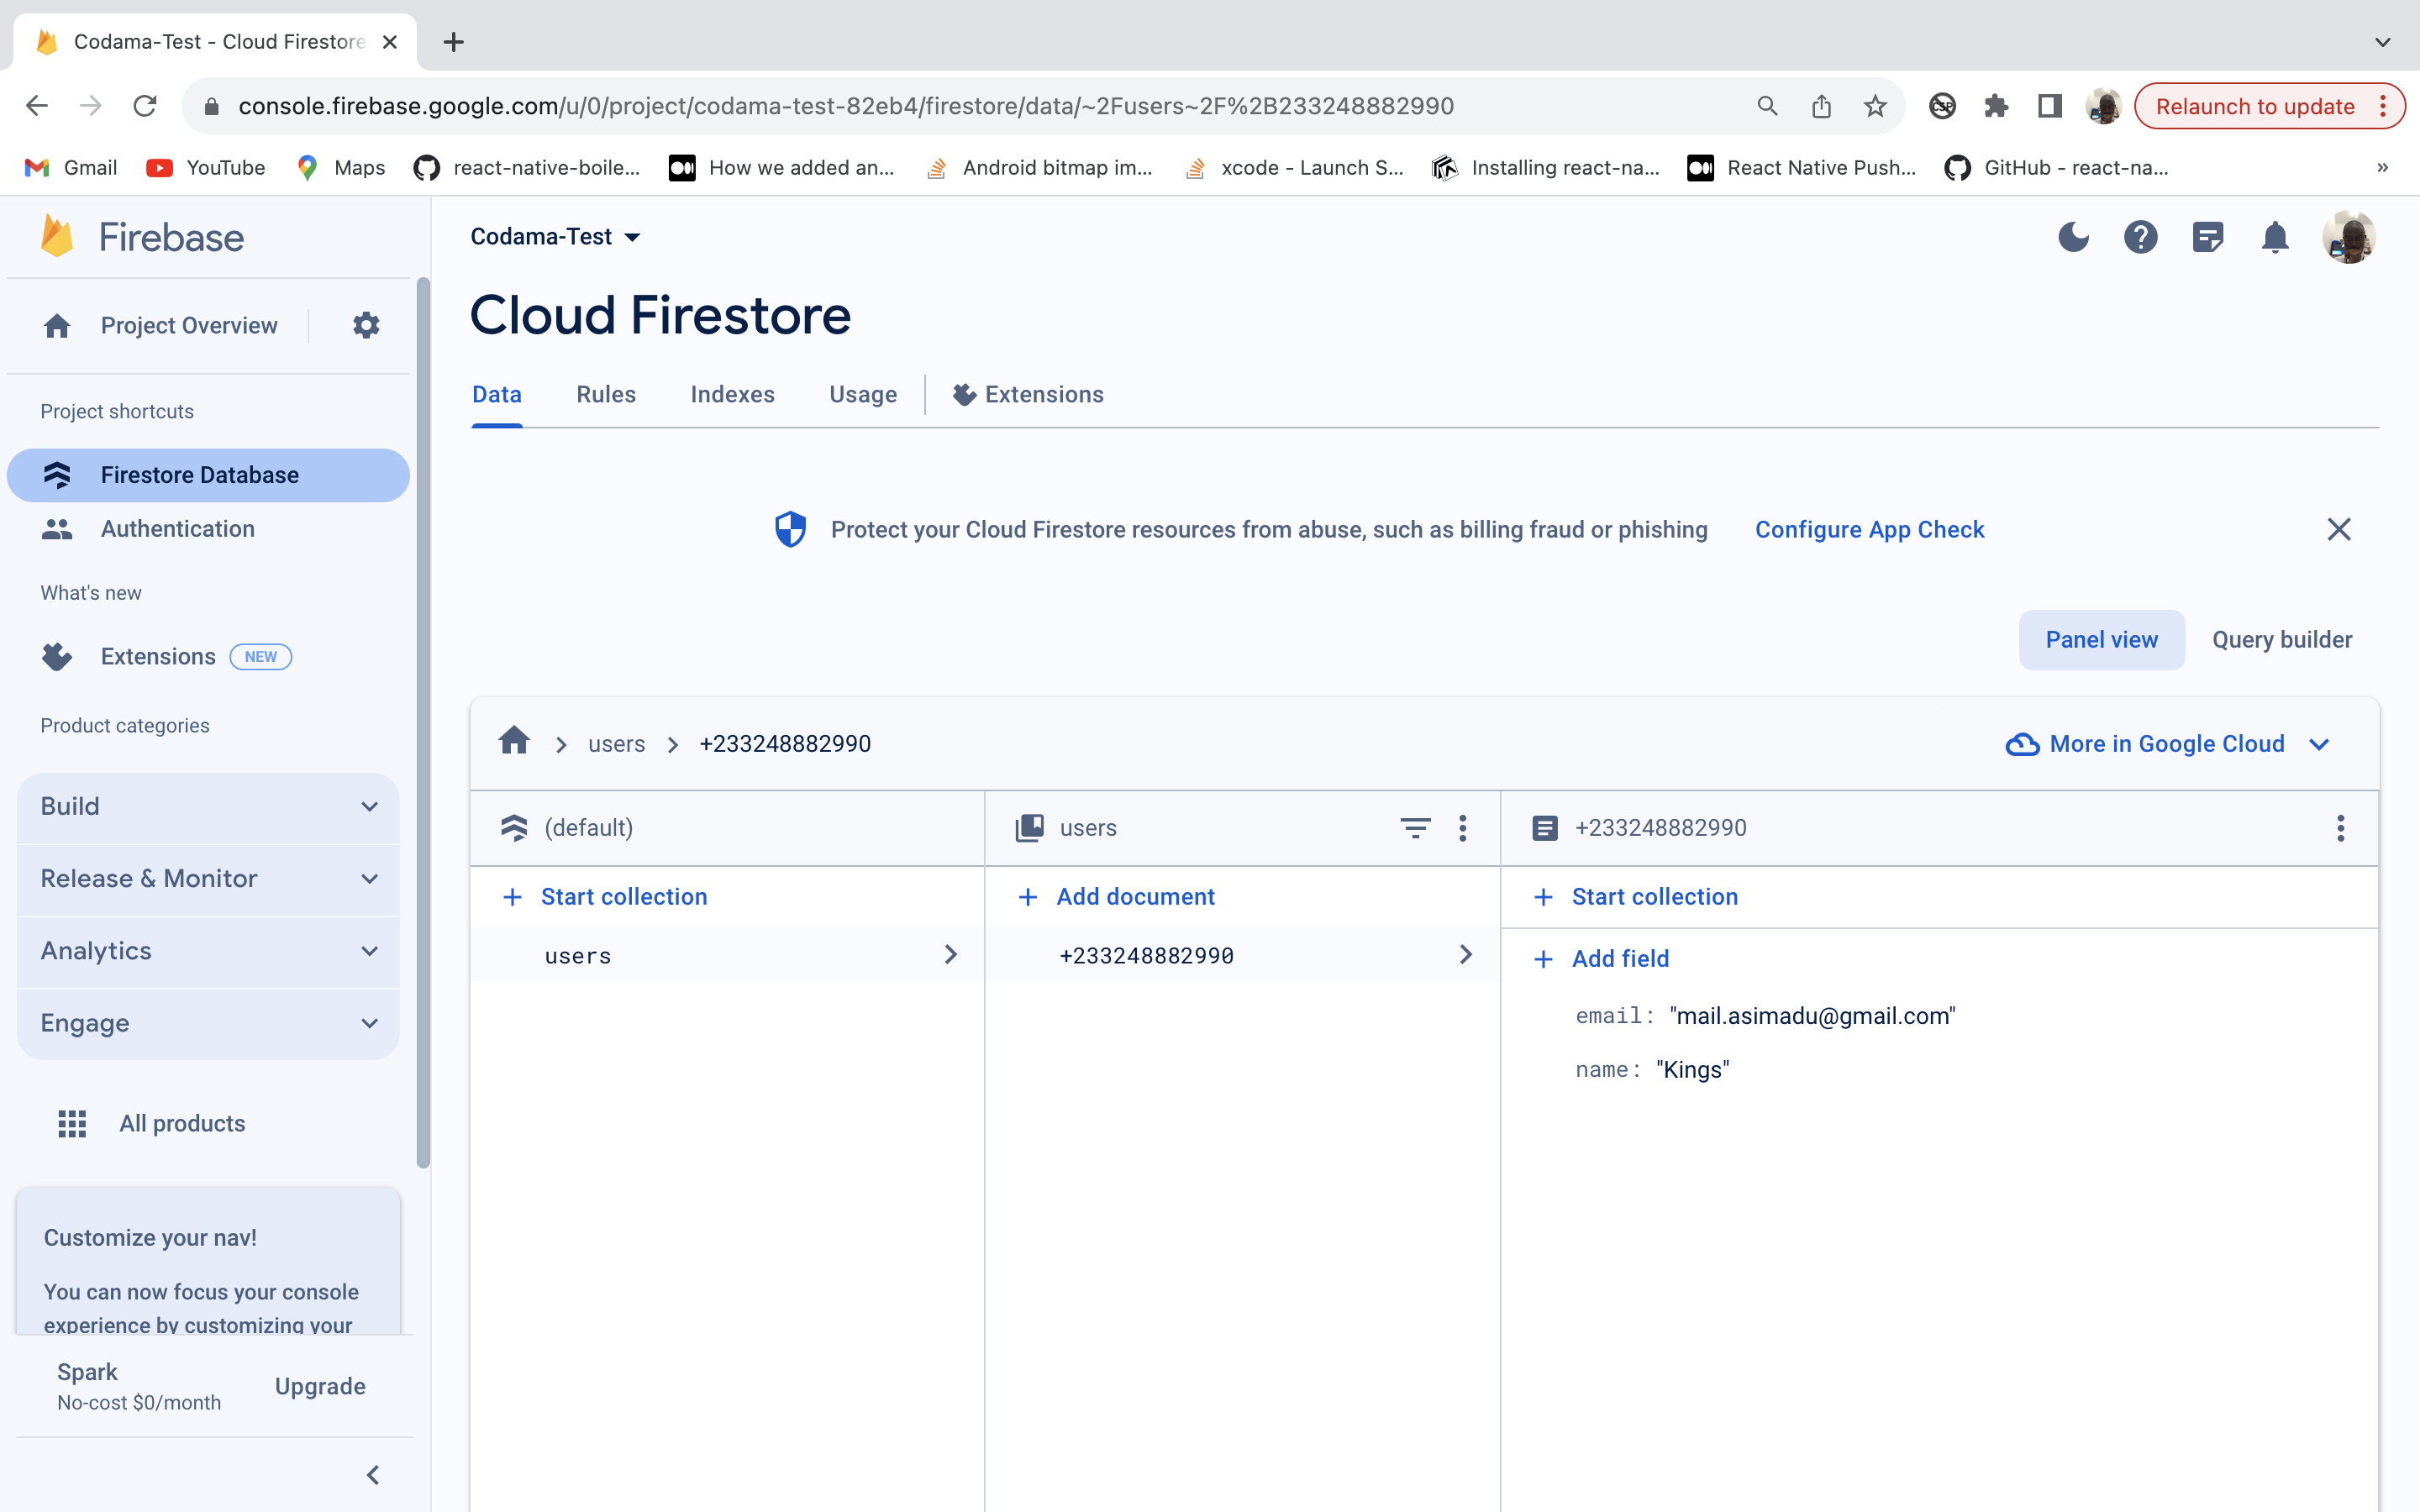 Codama-Test - Cloud Firestore
console.firebase.google.com/u/0/project/codama-test-82eb4/firestore/data/~2Fusers~2F%2B233248882990
CSP
Relaunch to update
Gmail
YouTube
Maps
react-native-boile...
How we added an...
Android bitmap im...
xcode - Launch S...
Installing react-na...
React Native Push...
GitHub - react-na...
»
Firebase
Project Overview
Project shortcuts
Firestore Database
Authentication
What's new
Extensions NEW
Product categories
Build
Release & Monitor
Analytics
Engage
All products
Customize your nav!
You can now focus your console
experience by customizing your
Spark
No-cost $0/month
Upgrade
Codama-Test
Cloud Firestore
Data
Rules
Indexes
Usage
Extensions
Protect your Cloud Firestore resources from abuse, such as billing fraud or phishing
Configure App Check
Panel view
Query builder
users
+233248882990
More in Google Cloud
(default)
Start collection
users
users
Add document
+233248882990
+233248882990
Start collection
Add field
email: "mail.asimadu@gmail.com"
name: "Kings"